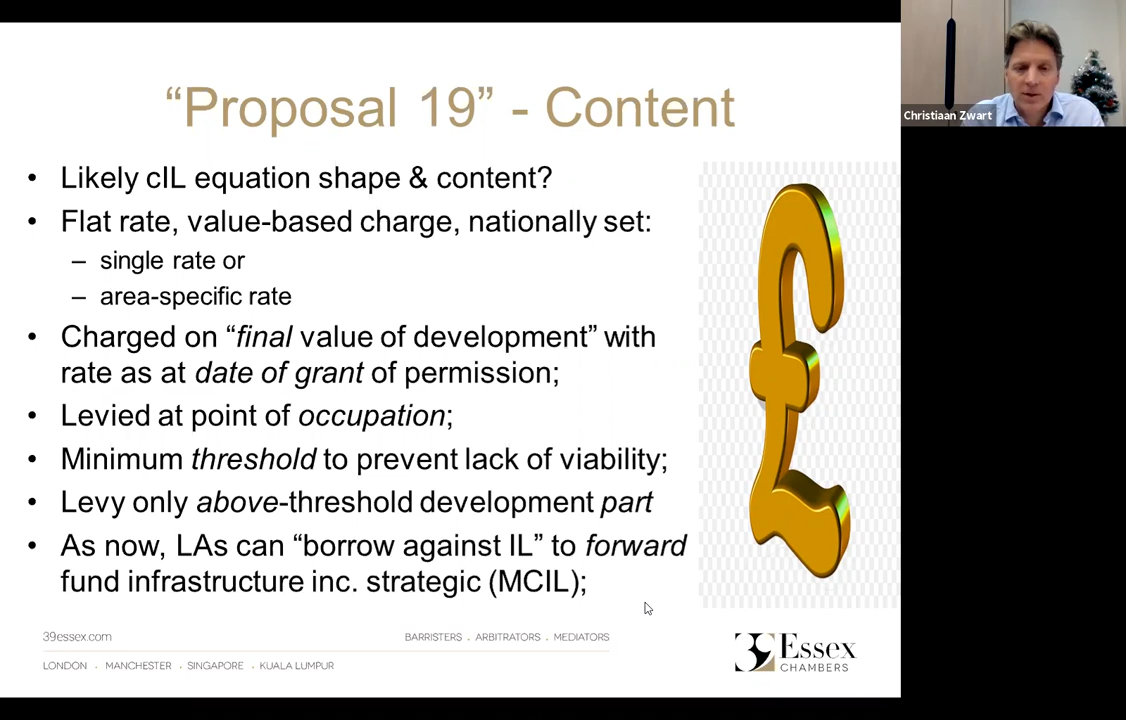 “Proposal 19” - Content
• Likely cIL equation shape & content?
• Flat rate, value-based charge, nationally set:
– single rate or
– area-specific rate
• Charged on “final value of development” with
rate as at date of grant of permission;
• Levied at point of occupation;
• Minimum threshold to prevent lack of viability;
• Levy only above-threshold development part
• As now, LAs can “borrow against IL” to forward
fund infrastructure inc. strategic (MCIL);
£
39essex.com
BARRISTERS . ARBITRATORS . MEDIATORS
LONDON . MANCHESTER . SINGAPORE . KUALA LUMPUR
39 Essex
CHAMBERS
Christiaan Zwart